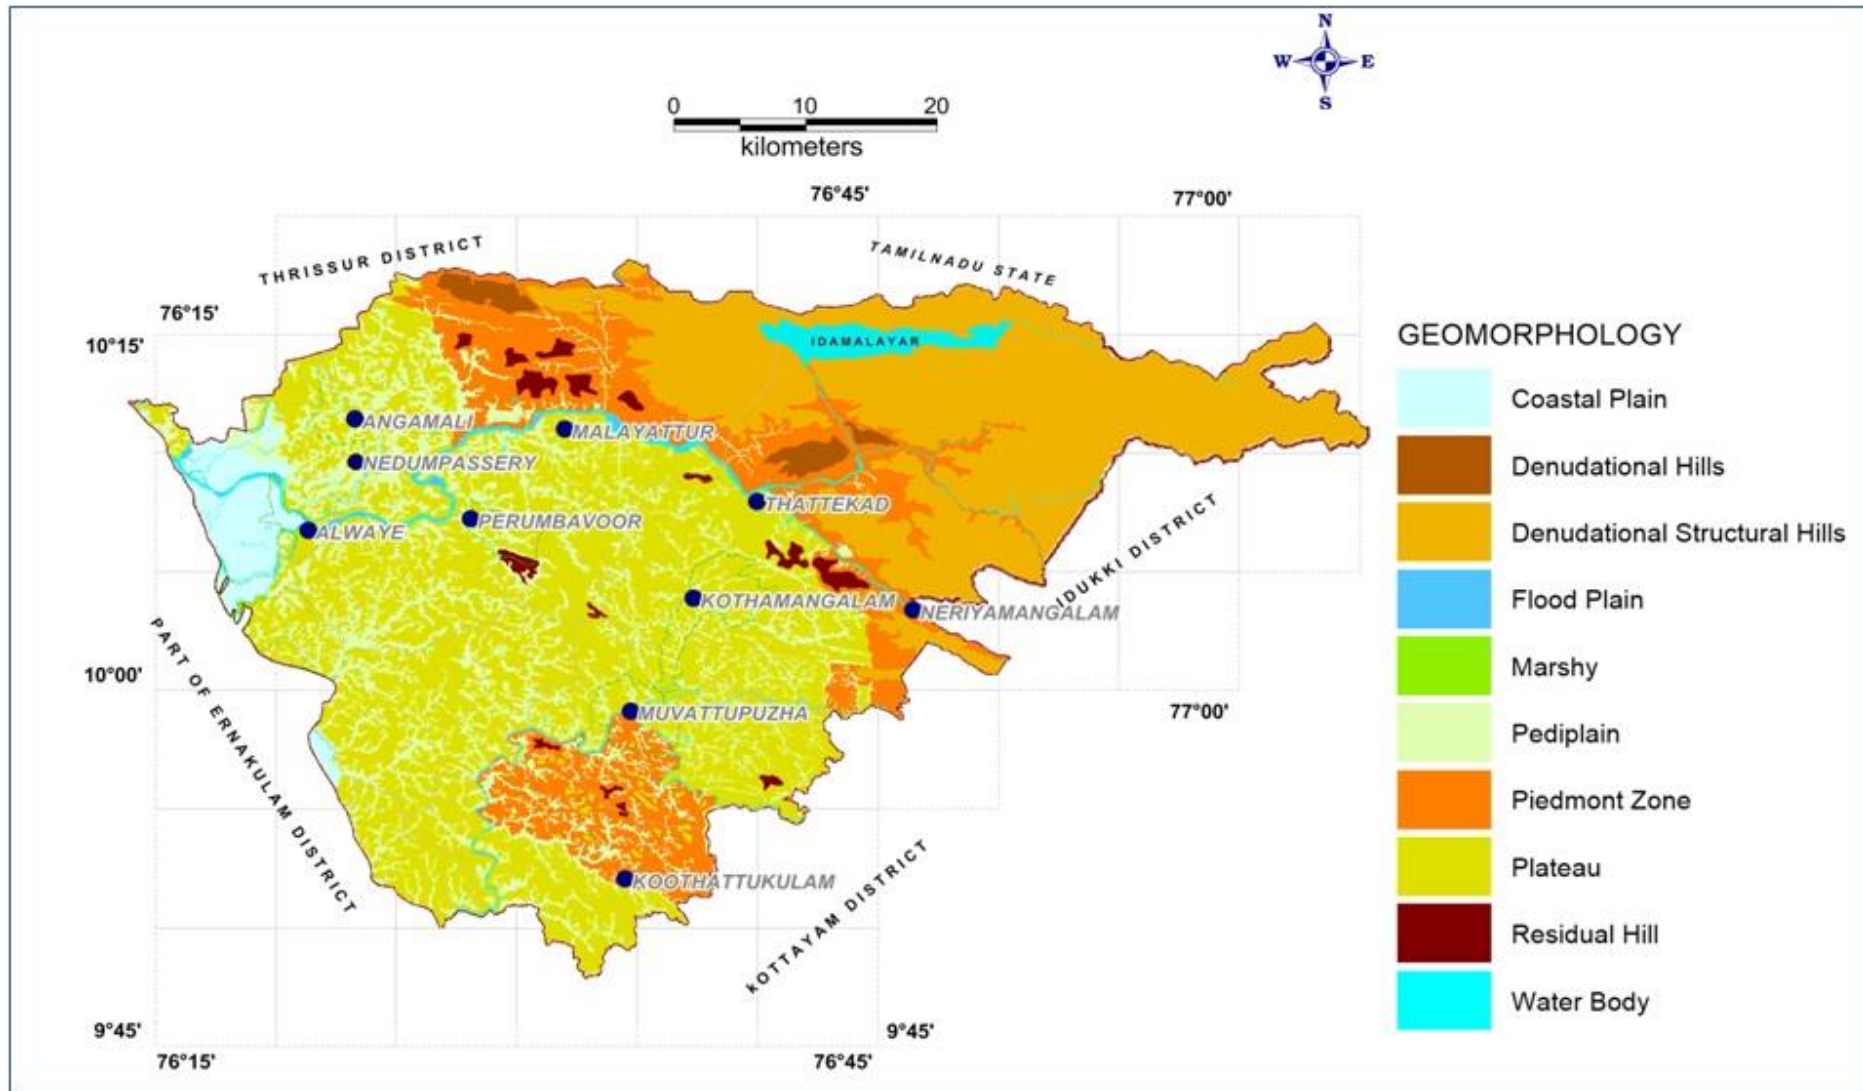 N
W E
S
0 10 20
kilometers
76°45'
77°00'
THRISSUR DISTRICT
TAMILNADU STATE
76°15'
10°15'
IDAMALAYAR
ANGAMALI
MALAYATTUR
NEDUMPASSERY
THATTEKAD
PERUMBAVOOR
ALWAYE
KOTHAMANGALAM
NERIYAMANGALAM
IDUKKI DISTRICT
PART OF ERNAKULAM DISTRICT
10°00'
MUVATTUPUZHA
77°00'
KOOTHATTUKULAM
kOTTAYAM DISTRICT
9°45'
9°45'
76°15'
76°45'
GEOMORPHOLOGY
Coastal Plain
Denudational Hills
Denudational Structural Hills
Flood Plain
Marshy
Pediplain
Piedmont Zone
Plateau
Residual Hill
Water Body